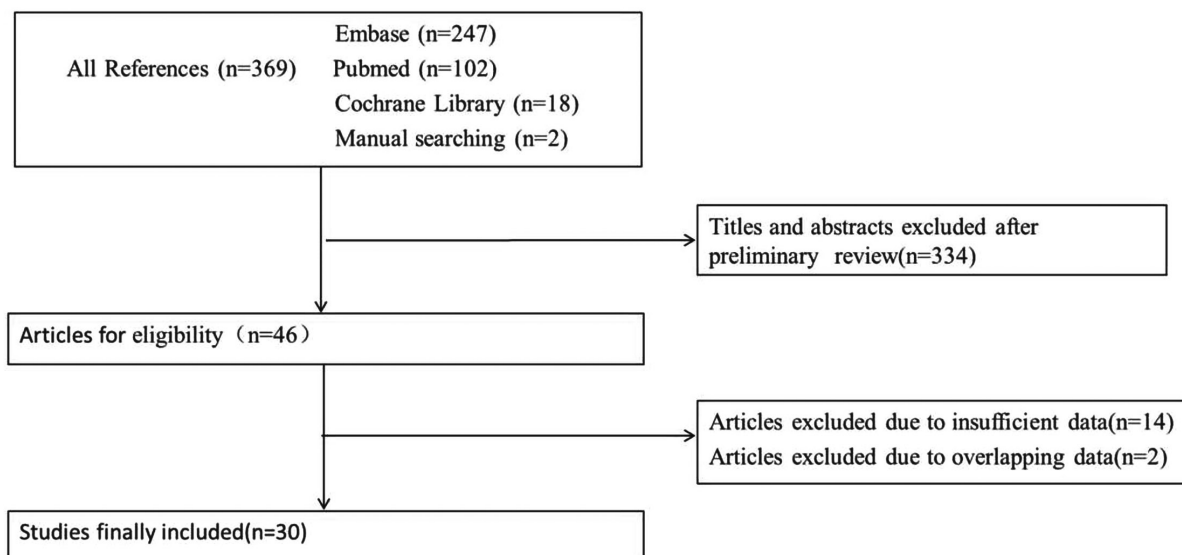 Embase (n=247)
All References (n=369) Pubmed (n=102)
Cochrane Library (n=18)
Manual searching (n=2)
Titles and abstracts excluded after
preliminary review(n=334)
Articles for eligibility（n=46）
Articles excluded due to insufficient data(n=14)
Articles excluded due to overlapping data(n=2)
Studies finally included(n=30)